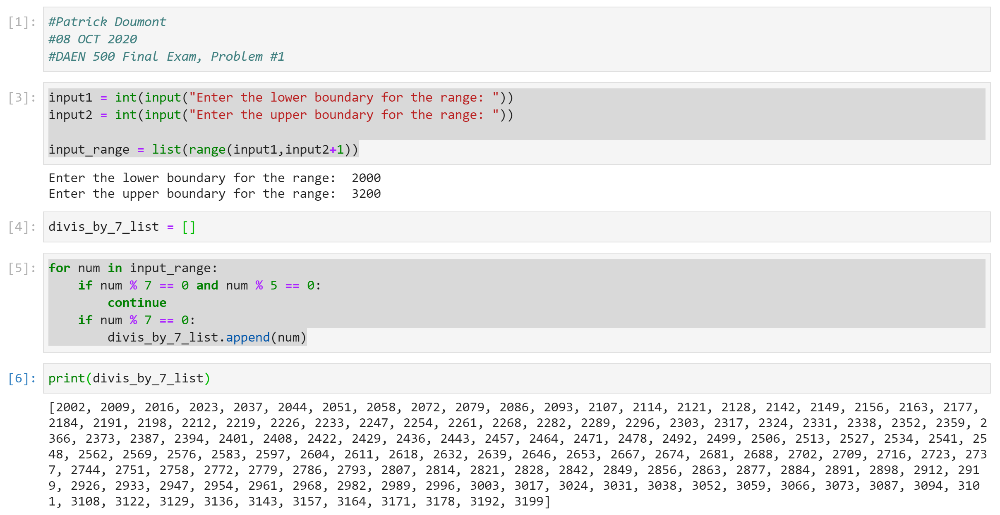 [1]: #Patrick Doumont
#08 OCT 2020
#DAEN 500 Final Exam, Problem #1
[3]: input1 = int(input("Enter the lower boundary for the range: "))
input2 = int(input("Enter the upper boundary for the range: "))
input_range = list(range(input1,input2+1))
Enter the lower boundary for the range:  2000
Enter the upper boundary for the range:  3200
[4]: divis_by_7_list = []
[5]: for num in input_range:
    if num % 7 == 0 and num % 5 == 0:
        continue
    if num % 7 == 0:
        divis_by_7_list.append(num)
[6]: print(divis_by_7_list)
[2002, 2009, 2016, 2023, 2037, 2044, 2051, 2058, 2072, 2079, 2086, 2093, 2107, 2114, 2121, 2128, 2142, 2149, 2156, 2163, 2177,
2184, 2191, 2198, 2212, 2219, 2226, 2233, 2247, 2254, 2261, 2268, 2282, 2289, 2296, 2303, 2317, 2324, 2331, 2338, 2352, 2359, 2
366, 2373, 2387, 2394, 2401, 2408, 2422, 2429, 2436, 2443, 2457, 2464, 2471, 2478, 2492, 2499, 2506, 2513, 2527, 2534, 2541, 25
48, 2562, 2569, 2576, 2583, 2597, 2604, 2611, 2618, 2632, 2639, 2646, 2653, 2667, 2674, 2681, 2688, 2702, 2709, 2716, 2723, 273
7, 2744, 2751, 2758, 2772, 2779, 2786, 2793, 2807, 2814, 2821, 2828, 2842, 2849, 2856, 2863, 2877, 2884, 2891, 2898, 2912, 291
9, 2926, 2933, 2947, 2954, 2961, 2968, 2982, 2989, 2996, 3003, 3017, 3024, 3031, 3038, 3052, 3059, 3066, 3073, 3087, 3094, 310
1, 3108, 3122, 3129, 3136, 3143, 3157, 3164, 3171, 3178, 3192, 3199]